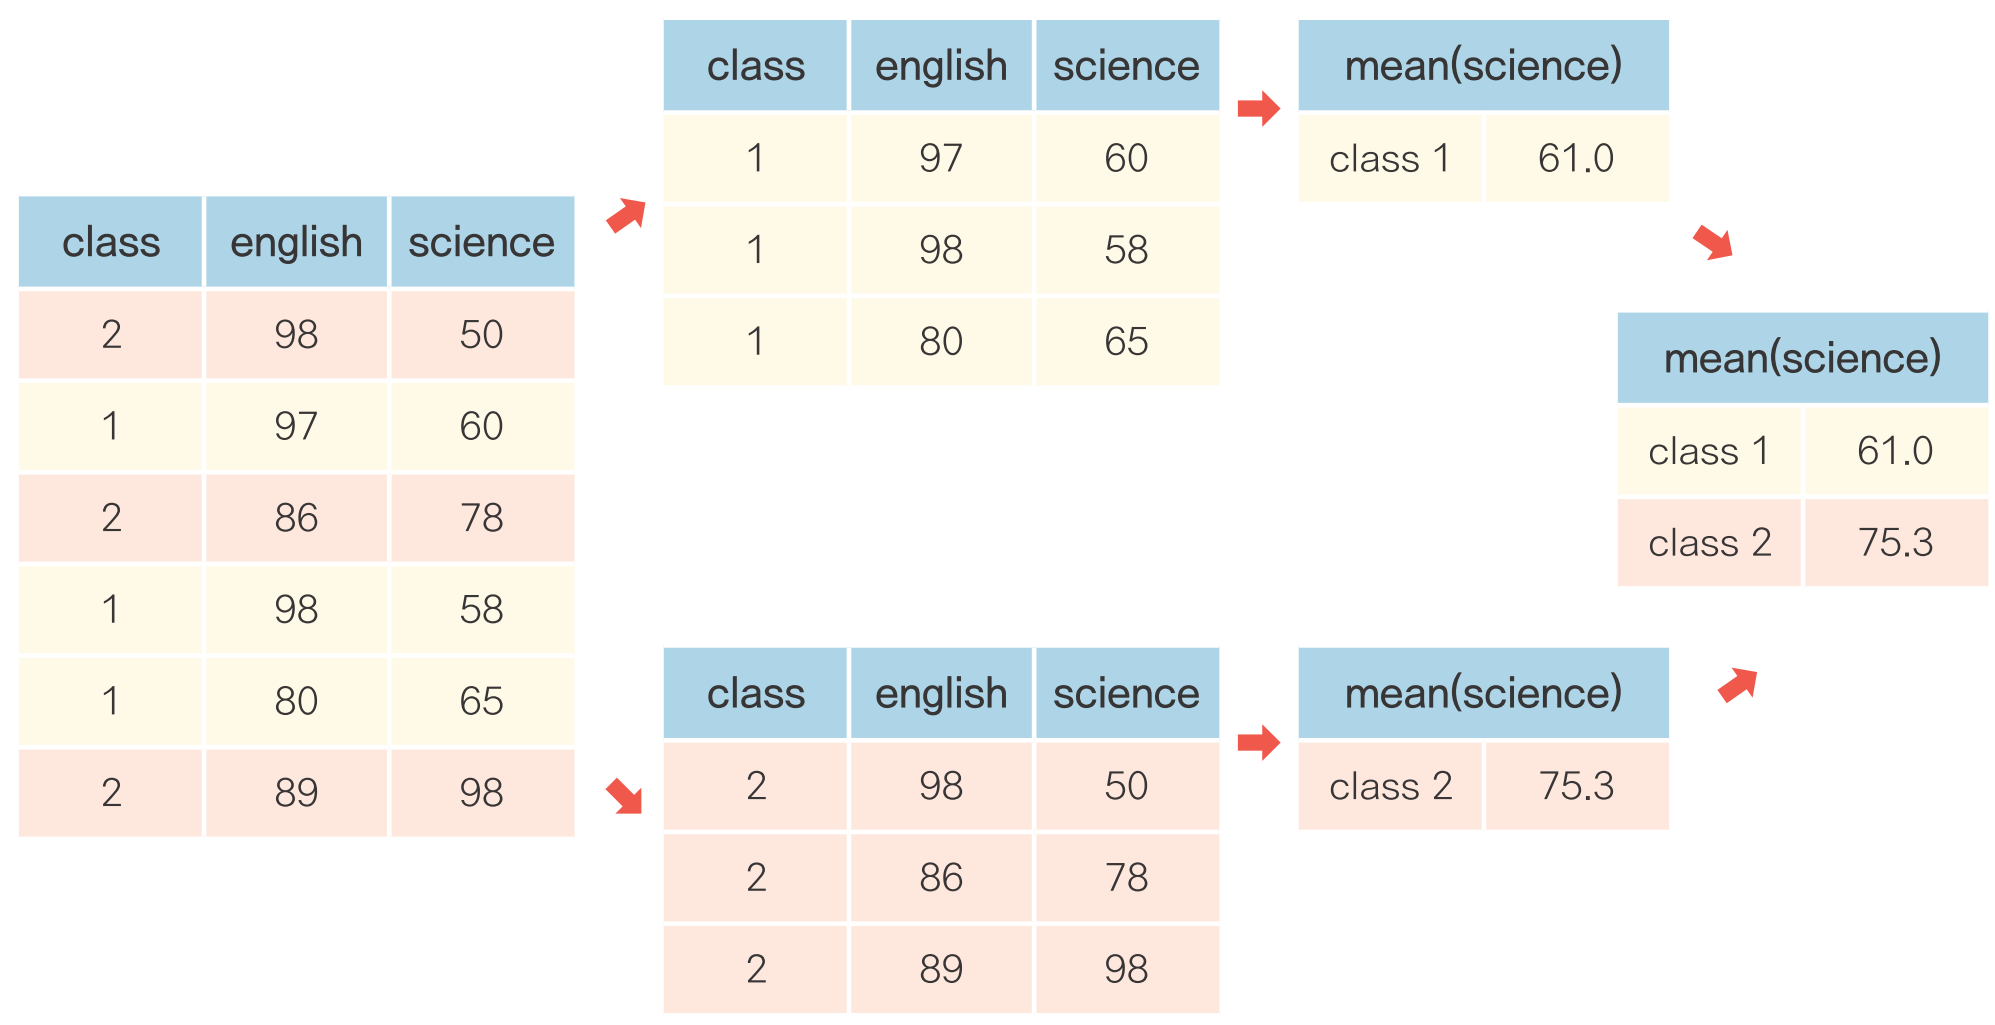 class english science
2 98 50
1 97 60
2 86 78
1 98 58
1 80 65
2 89 98
class english science
1 97 60
1 98 58
1 80 65
mean(science)
class 1 61.0
class english science
2 98 50
2 86 78
2 89 98
mean(science)
class 2 75.3
mean(science)
class 1 61.0
class 2 75.3